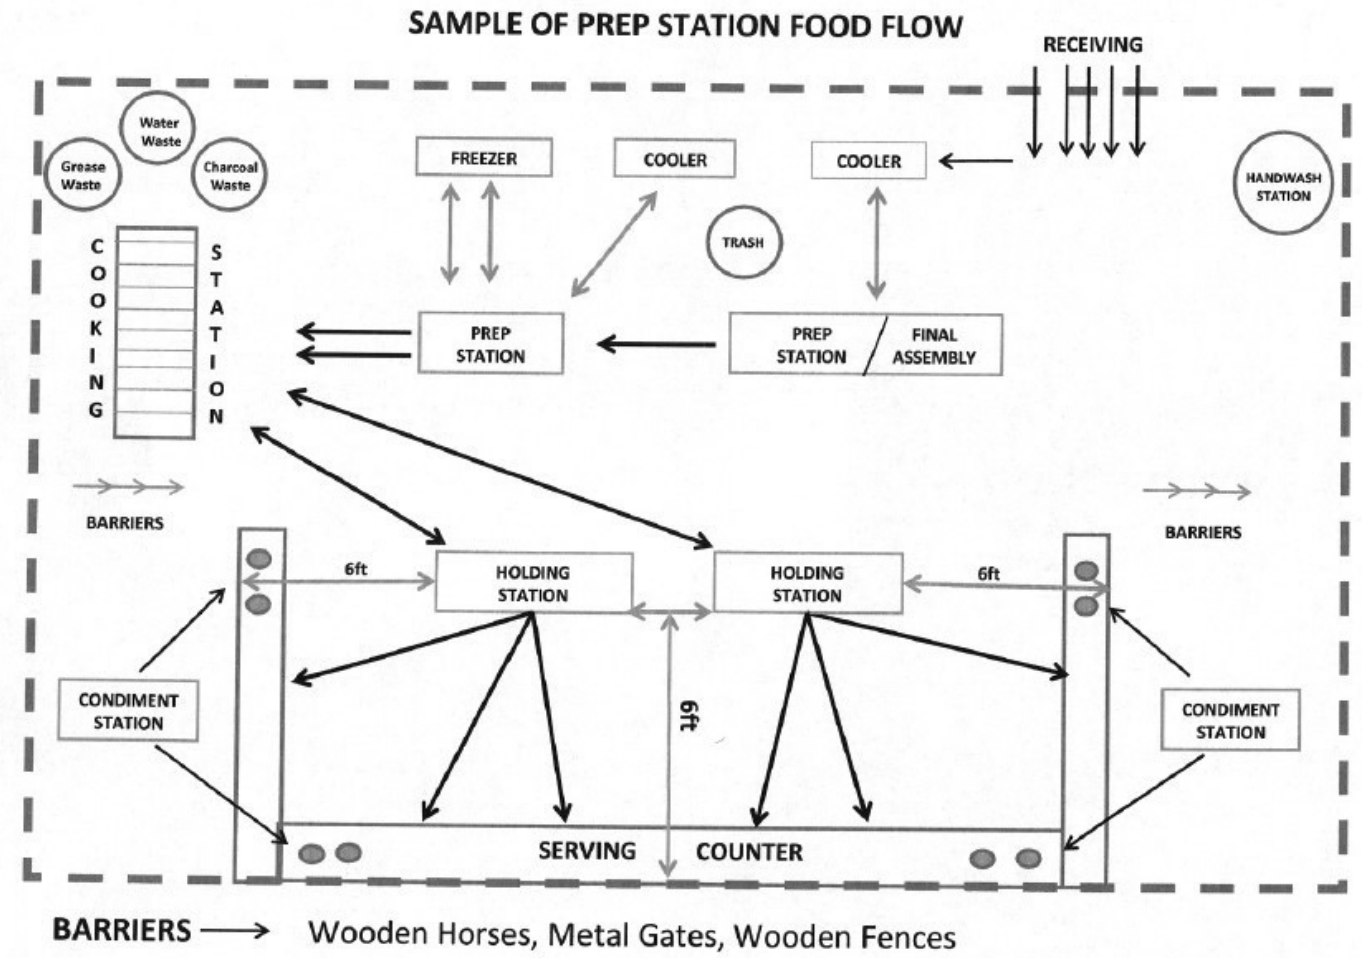 SAMPLE OF PREP STATION FOOD FLOW
RECEIVING
Water
Waste
Grease
Waste
Charcoal
Waste
FREEZER
COOLER
COOLER
HANDWASH
STATION
TRASH
COOKING
STATION
PREP
STATION
PREP
STATION
FINAL
ASSEMBLY
BARRIERS
BARRIERS
6ft
HOLDING
STATION
HOLDING
STATION
6ft
CONDIMENT
STATION
6ft
CONDIMENT
STATION
SERVING COUNTER
BARRIERS Wooden Horses, Metal Gates, Wooden Fences